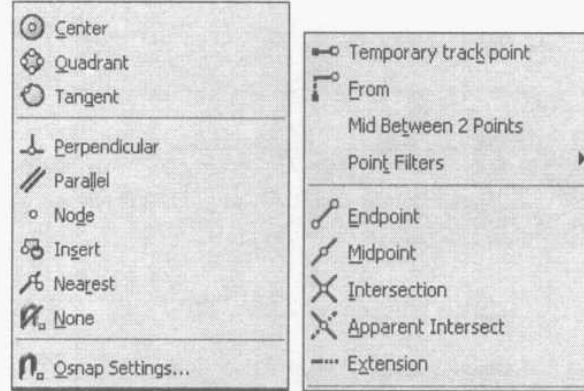 Center
Quadrant
Tangent
Perpendicular
Parallel
Node
Insert
Nearest
None
Osnap Settings...
Temporary track point
From
Mid Between 2 Points
Point Filters
Endpoint
Midpoint
Intersection
Apparent Intersect
Extension